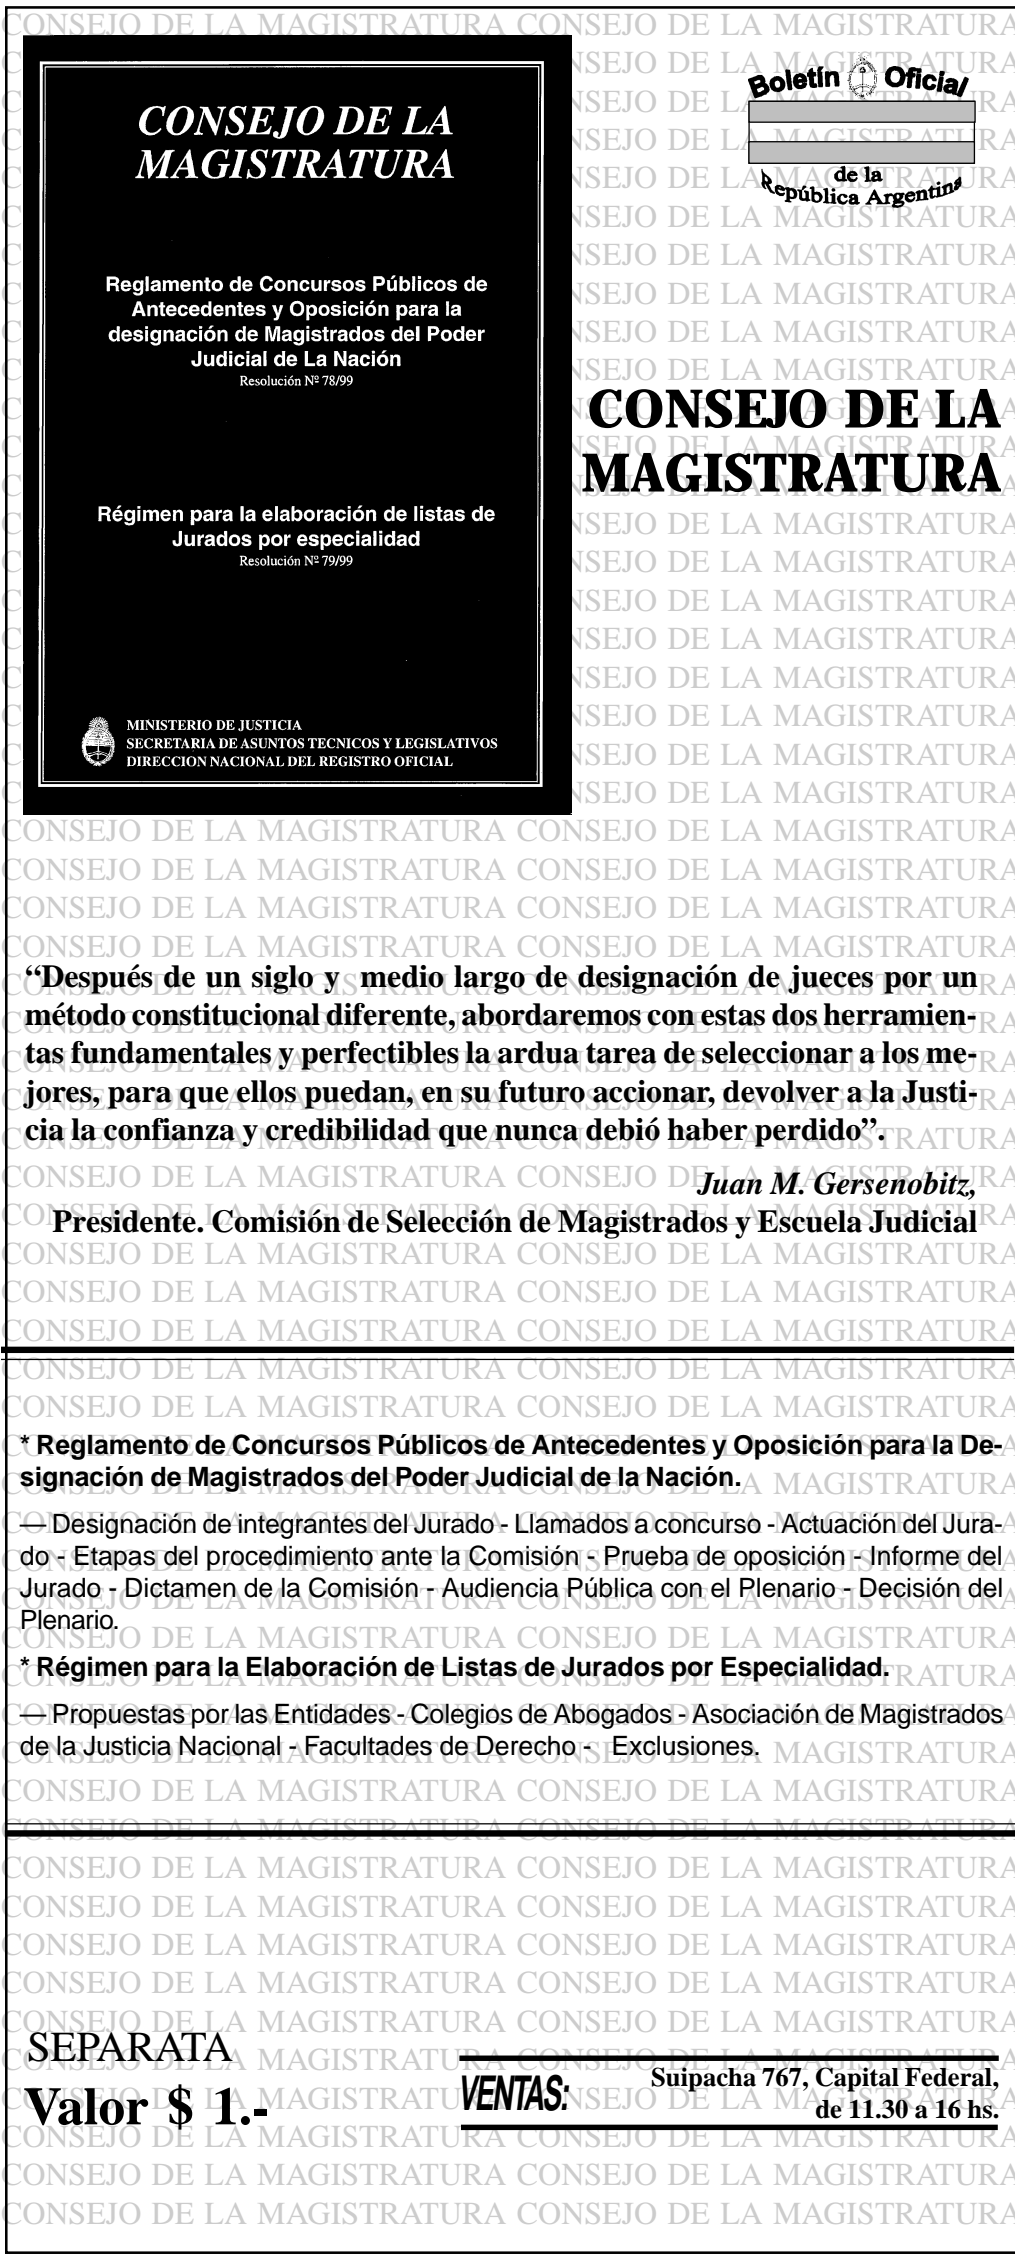 CONSEJO DE LA
MAGISTRATURA
Reglamento de Concursos Públicos de
Antecedentes y Oposición para la
designación de Magistrados del Poder
Judicial de La Nación
Resolución Nº 78/99
Régimen para la elaboración de listas de
Jurados por especialidad
Resolución Nº 79/99
MINISTERIO DE JUSTICIA
SECRETARIA DE ASUNTOS TECNICOS Y LEGISLATIVOS
DIRECCION NACIONAL DEL REGISTRO OFICIAL
Boletín Oficial
de la
República Argentina
CONSEJO DE LA
MAGISTRATURA
“Después de un siglo y medio largo de designación de jueces por un
método constitucional diferente, abordaremos con estas dos herramien-
tas fundamentales y perfectibles la ardua tarea de seleccionar a los me-
jores, para que ellos puedan, en su futuro accionar, devolver a la Justi-
cia la confianza y credibilidad que nunca debió haber perdido”.
Juan M. Gersenobitz,
Presidente. Comisión de Selección de Magistrados y Escuela Judicial
* Reglamento de Concursos Públicos de Antecedentes y Oposición para la De-
signación de Magistrados del Poder Judicial de la Nación.
— Designación de integrantes del Jurado - Llamados a concurso - Actuación del Jura-
do - Etapas del procedimiento ante la Comisión - Prueba de oposición - Informe del
Jurado - Dictamen de la Comisión - Audiencia Pública con el Plenario - Decisión del
Plenario.
* Régimen para la Elaboración de Listas de Jurados por Especialidad.
— Propuestas por las Entidades - Colegios de Abogados - Asociación de Magistrados
de la Justicia Nacional - Facultades de Derecho - Exclusiones.
SEPARATA
Valor $ 1.-
VENTAS:
Suipacha 767, Capital Federal,
de 11.30 a 16 hs.
CONSEJO DE LA MAGISTRATURA CONSEJO DE LA MAGISTRATURA